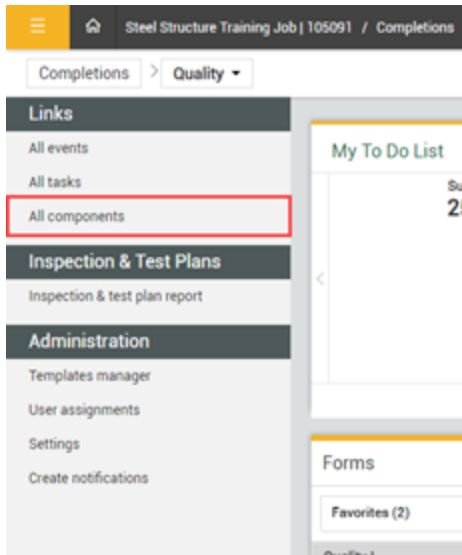 Steel Structure Training Job | 105091 / Completions
Completions > Quality
Links
All events
My To Do List
All tasks
All components
Inspection & Test Plans
Inspection & test plan report
Administration
Templates manager
User assignments
Settings
Create notifications
Forms
Favorites (2)